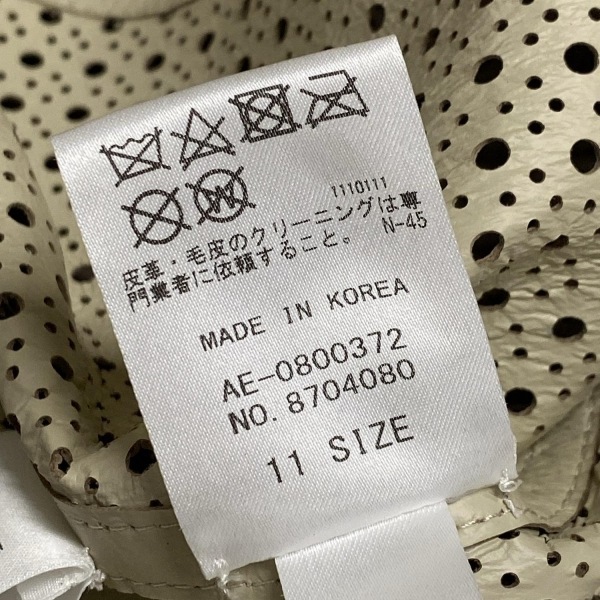 W
1110111
皮革・毛皮のクリーニングは専
門業者に依頼すること。 N-45
MADE IN KOREA
AE-0800372
NO. 8704080
11 SIZE